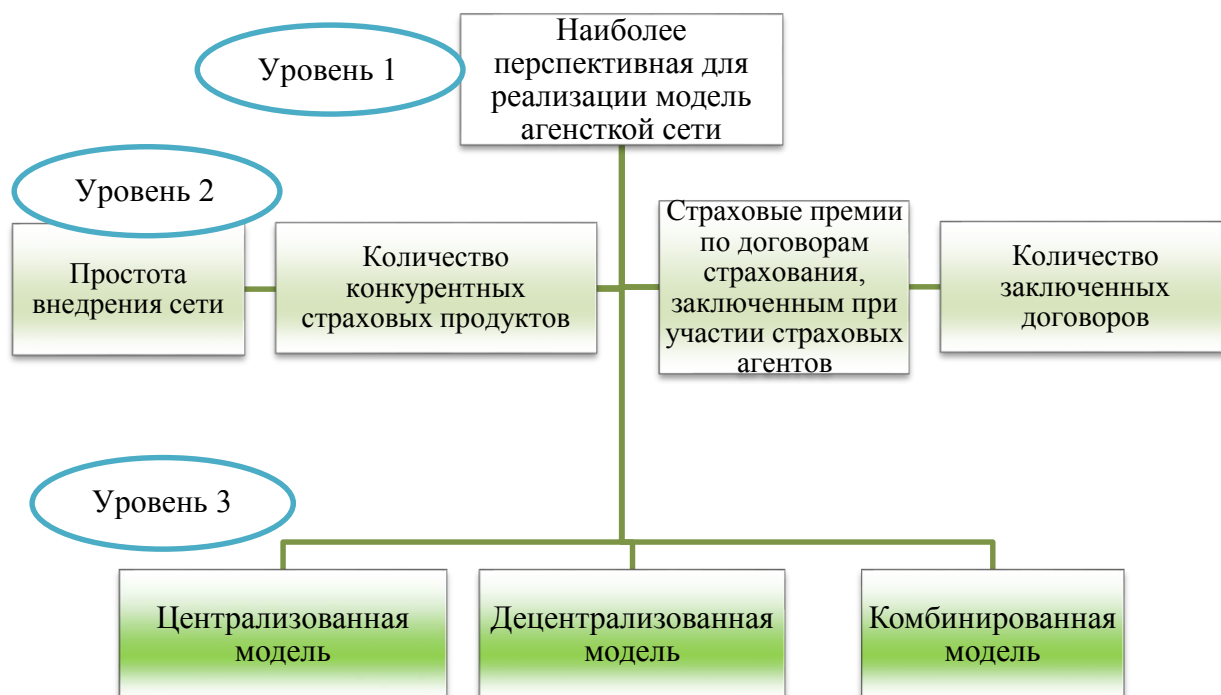 Уровень 1
Наиболее
перспективная для
реализации модель
агенсткой сети
Уровень 2
Простота
внедрения сети
Количество
конкурентных
страховых продуктов
Страховые премии
по договорам
страхования,
заключенным при
участии страховых
агентов
Количество
заключенных
договоров
Уровень 3
Централизованная
модель
Децентрализованная
модель
Комбинированная
модель